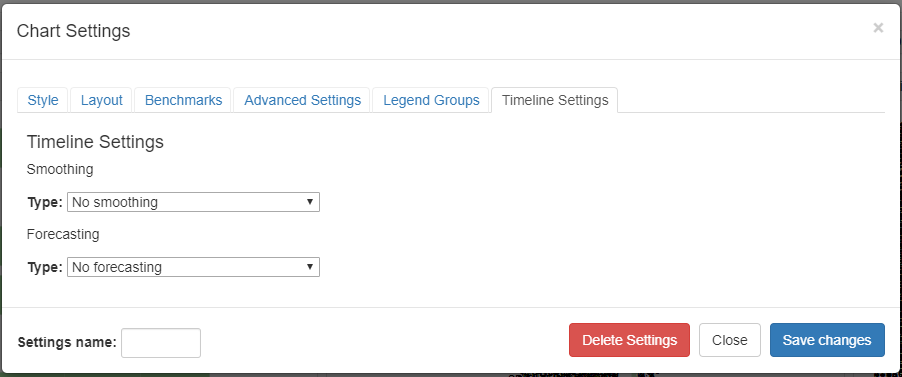 Chart Settings ×
Style Layout Benchmarks Advanced Settings Legend Groups Timeline Settings
Timeline Settings
Smoothing
Type: No smoothing
Forecasting
Type: No forecasting
Settings name: Delete Settings Close Save changes